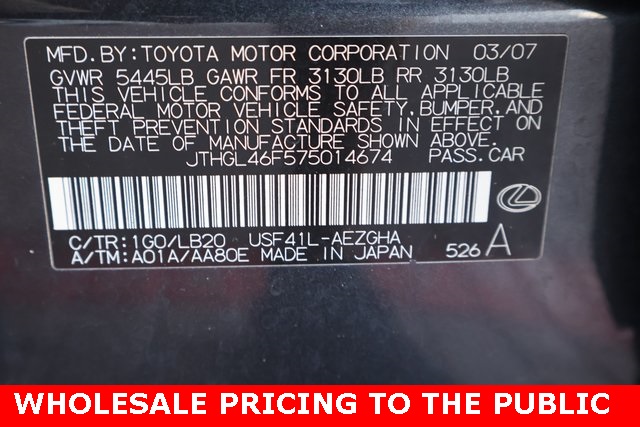 MFD.BY:TOYOTA MOTOR CORPORATION 03/07
GVWR 5445LB GAWR FR 3130LB RR 3130LB
THIS VEHICLE CONFORMS TO ALL APPLICABLE
FEDERAL MOTOR VEHICLE SAFETY,BUMPER,AND
THEFT PREVENTION STANDARDS IN EFFECT ON
THE DATE OF MANUFACTURE SHOWN ABOVE.
JTHGL46F575014674 PASS.CAR
C/TR:1G0/LB20 USF41L-AEZGHA
A/TM:A01A/AA80E MADE IN JAPAN 526 A
WHOLESALE PRICING TO THE PUBLIC